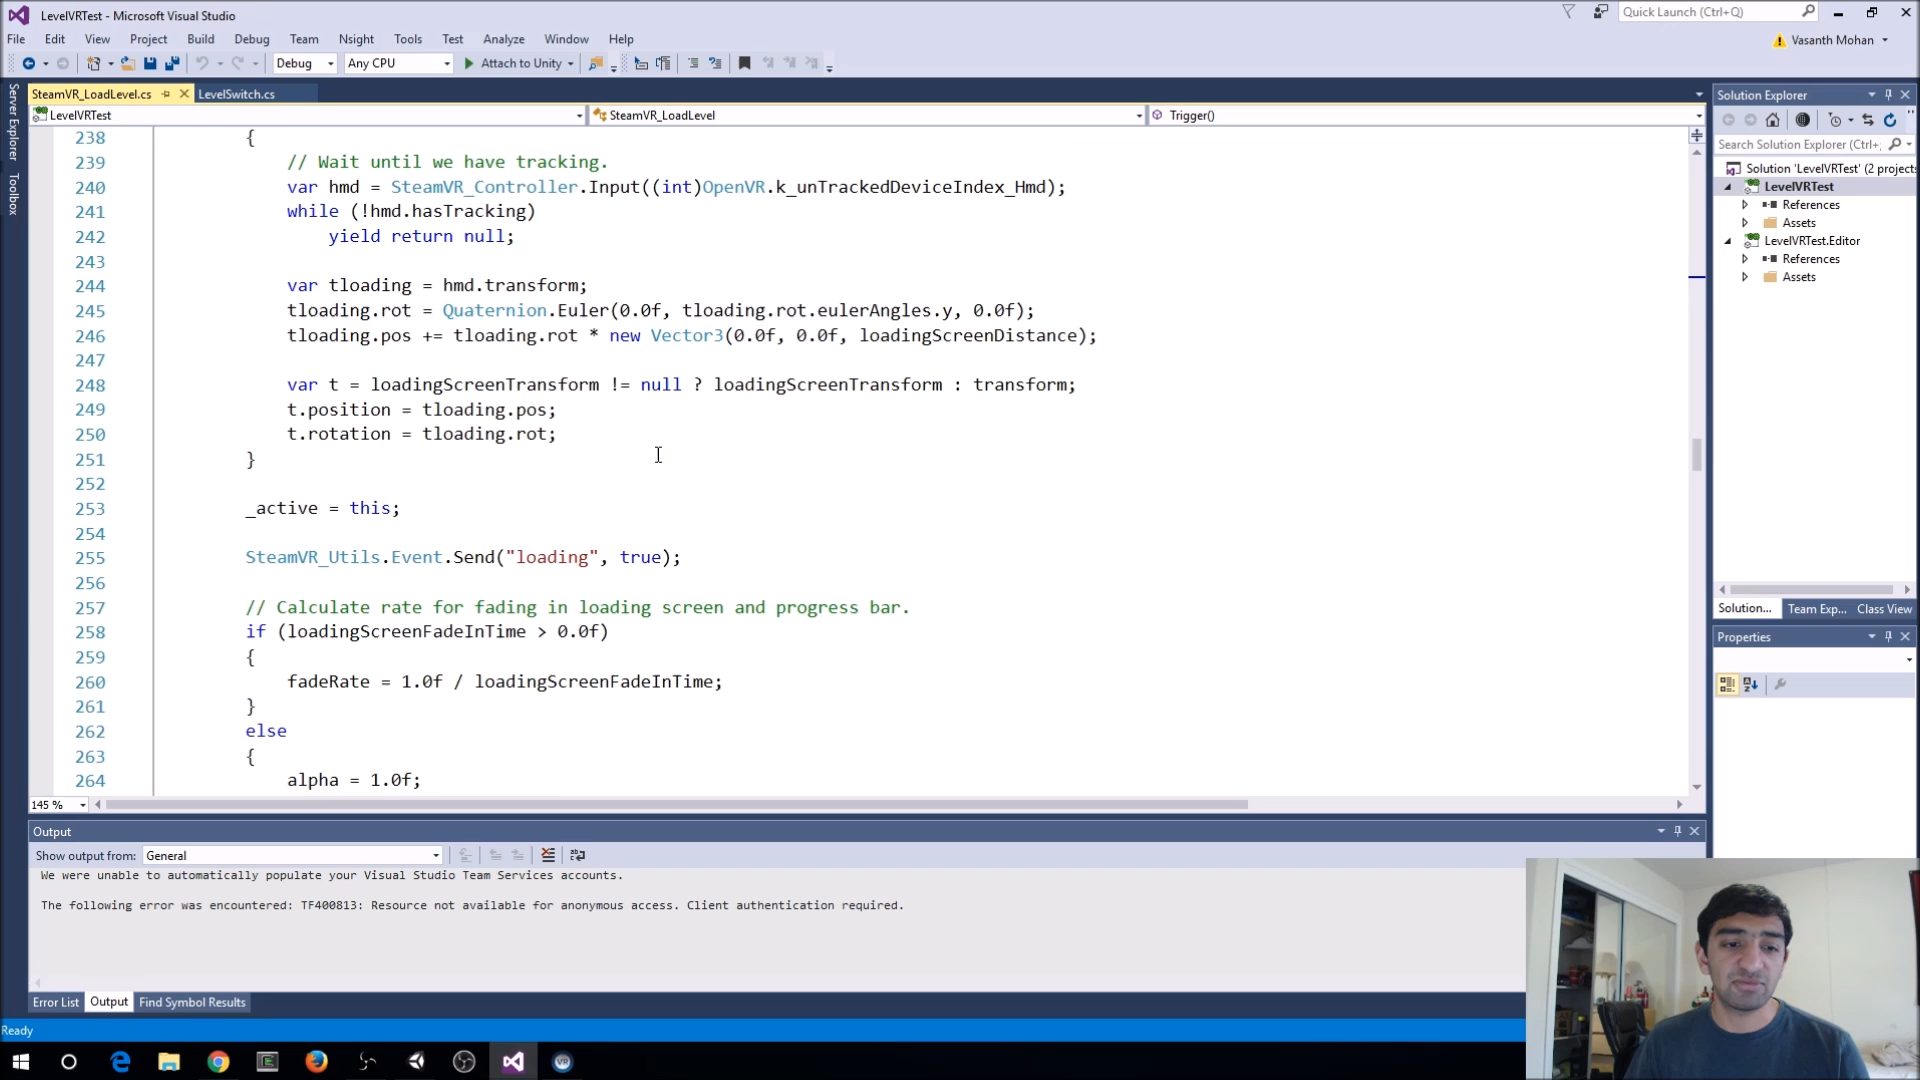 LevelVRTest - Microsoft Visual Studio
Quick Launch (Ctrl+Q)
File Edit View Project Build Debug Team Nsight Tools Test Analyze Window Help
Vasanth Mohan
Debug Any CPU Attach to Unity
Server Explorer
Toolbox
SteamVR_LoadLevel.cs LevelSwitch.cs
LevelVRTest SteamVR_LoadLevel Trigger()
238 {
239 // Wait until we have tracking.
240 var hmd = SteamVR_Controller.Input((int)OpenVR.k_unTrackedDeviceIndex_Hmd);
241 while (!hmd.hasTracking)
242 yield return null;
243
244 var tloading = hmd.transform;
245 tloading.rot = Quaternion.Euler(0.0f, tloading.rot.eulerAngles.y, 0.0f);
246 tloading.pos += tloading.rot * new Vector3(0.0f, 0.0f, loadingScreenDistance);
247
248 var t = loadingScreenTransform != null ? loadingScreenTransform : transform;
249 t.position = tloading.pos;
250 t.rotation = tloading.rot;
251 }
252
253 _active = this;
254
255 SteamVR_Utils.Event.Send("loading", true);
256
257 // Calculate rate for fading in loading screen and progress bar.
258 if (loadingScreenFadeInTime > 0.0f)
259 {
260 fadeRate = 1.0f / loadingScreenFadeInTime;
261 }
262 else
263 {
264 alpha = 1.0f;
145 %
Solution Explorer
Search Solution Explorer (Ctrl+;
Solution 'LevelVRTest' (2 projects
LevelVRTest
References
Assets
LevelVRTest.Editor
References
Assets
Solution... Team Exp... Class View
Properties
Output
Show output from: General
We were unable to automatically populate your Visual Studio Team Services accounts.
The following error was encountered: TF400813: Resource not available for anonymous access. Client authentication required.
Error List Output Find Symbol Results
Ready